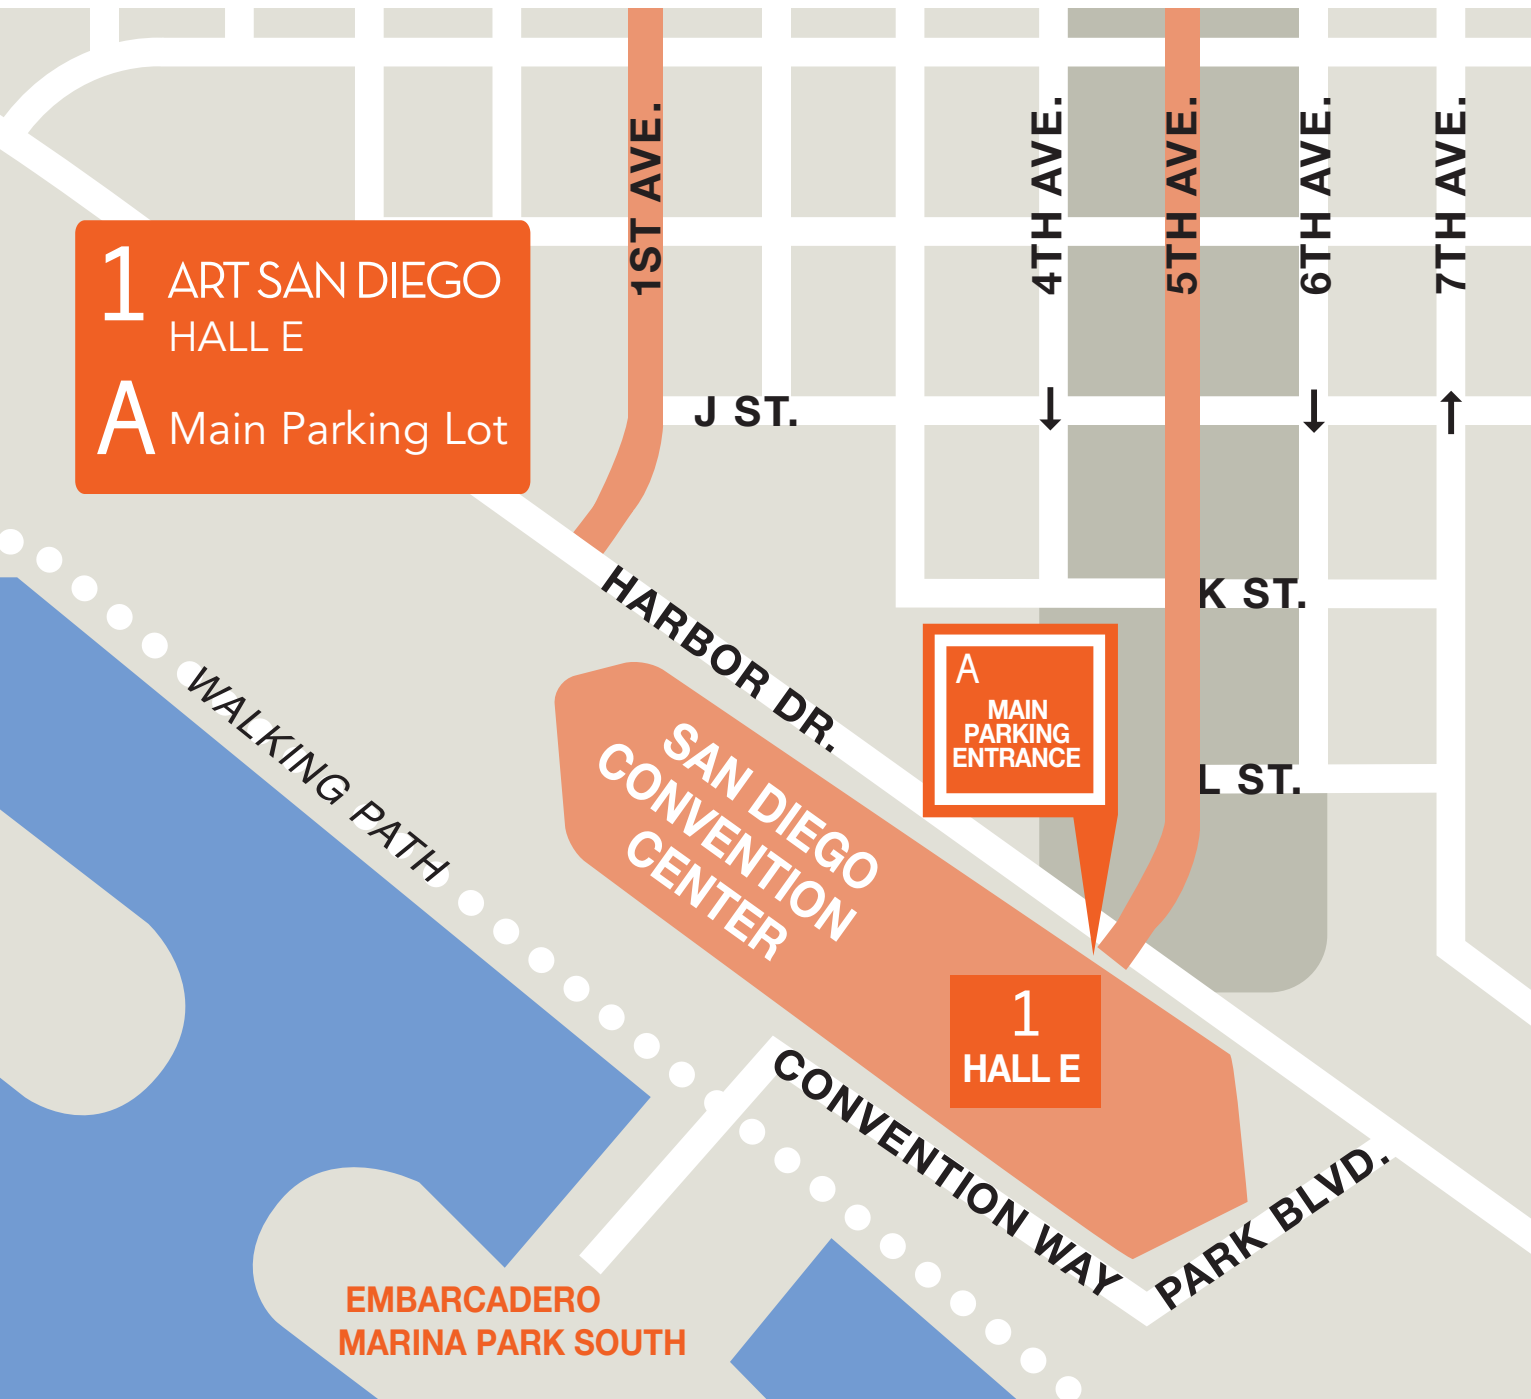 1ST AVE.
4TH AVE.
5TH AVE.
6TH AVE.
7TH AVE.
1 ART SAN DIEGO
HALL E
A Main Parking Lot
J ST.
K ST.
HARBOR DR.
A
MAIN
PARKING
ENTRANCE
L ST.
WALKING PATH
SAN DIEGO
CONVENTION
CENTER
1
HALL E
CONVENTION WAY
PARK BLVD.
EMBARCADERO
MARINA PARK SOUTH